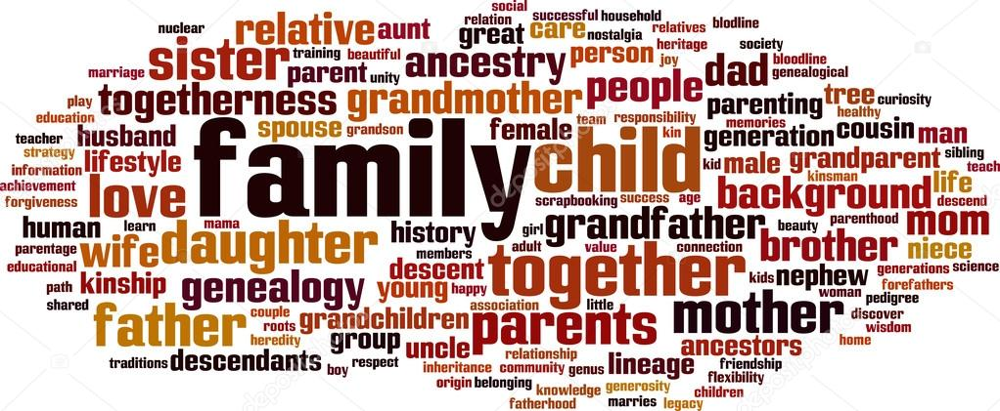 social
nuclear relative aunt relation successful household
great care nostalgia relatives blodline
sister training beautiful ancestry person heritage society
marriage parent unity joy dad bloodline
genealogical
play togetherness grandmother people parenting tree curiosity
education spouse grandson female team responsibility memories healthy
teacher husband family child kin generation cousin man
strategy lifestyle kid male grandparent sibling
information teach
achievement love scrapbooking success age background kinsman life
forgiveness descend
human learn mama history girl grandfather beauty parenthood mom
parentage wife daughter members adult value connection brother niece
educational descent together kids nephew generations science
path kinship genealogy young happy woman forefathers
shared association little mother pedigree
father couple grandchildren parents discover
roots wisdom
heredity group uncle relationship ancestors home
traditions descendants boy respect inheritance community genus lineage friendship
flexibility
origin belonging knowledge generosity children
fatherhood marries legacy
depositphotos